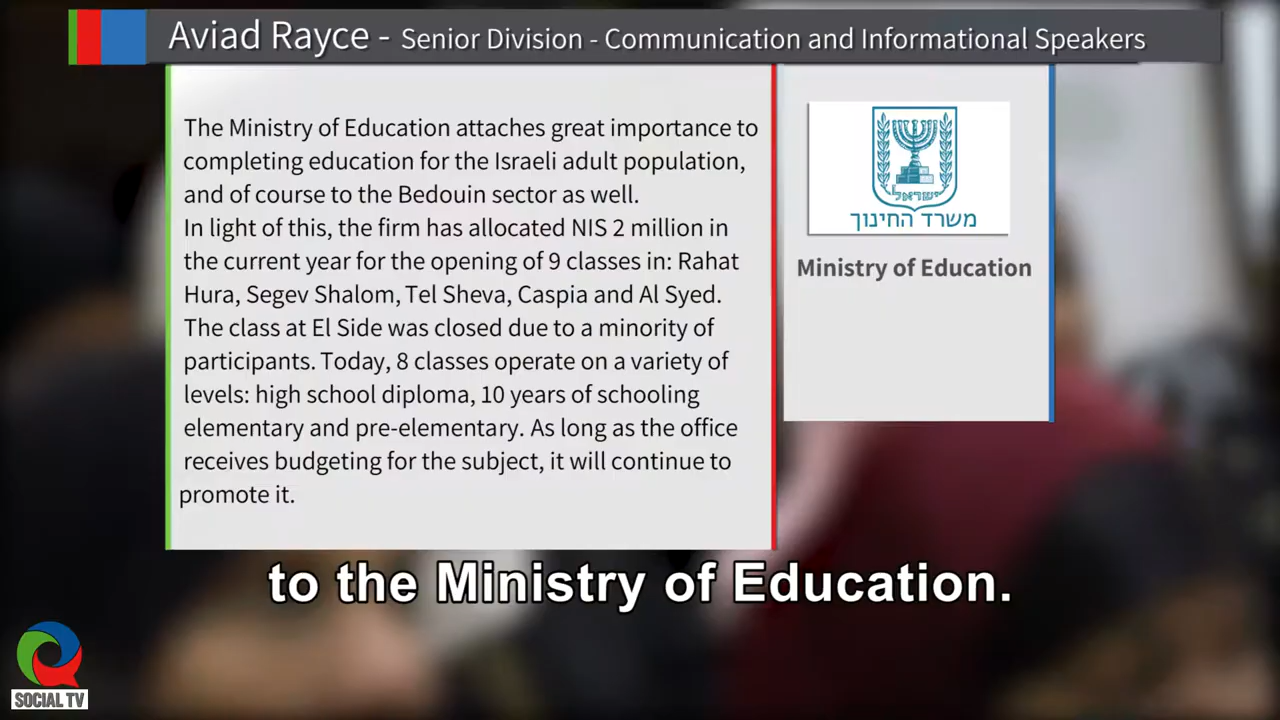 Aviad Rayce - Senior Division - Communication and Informational Speakers
The Ministry of Education attaches great importance to
completing education for the Israeli adult population,
and of course to the Bedouin sector as well.
In light of this, the firm has allocated NIS 2 million in
the current year for the opening of 9 classes in: Rahat
Hura, Segev Shalom, Tel Sheva, Caspia and Al Syed.
The class at El Side was closed due to a minority of
participants. Today, 8 classes operate on a variety of
levels: high school diploma, 10 years of schooling
elementary and pre-elementary. As long as the office
receives budgeting for the subject, it will continue to
promote it.
ישראל
משרד החינוך
Ministry of Education
to the Ministry of Education.
SOCIAL TV